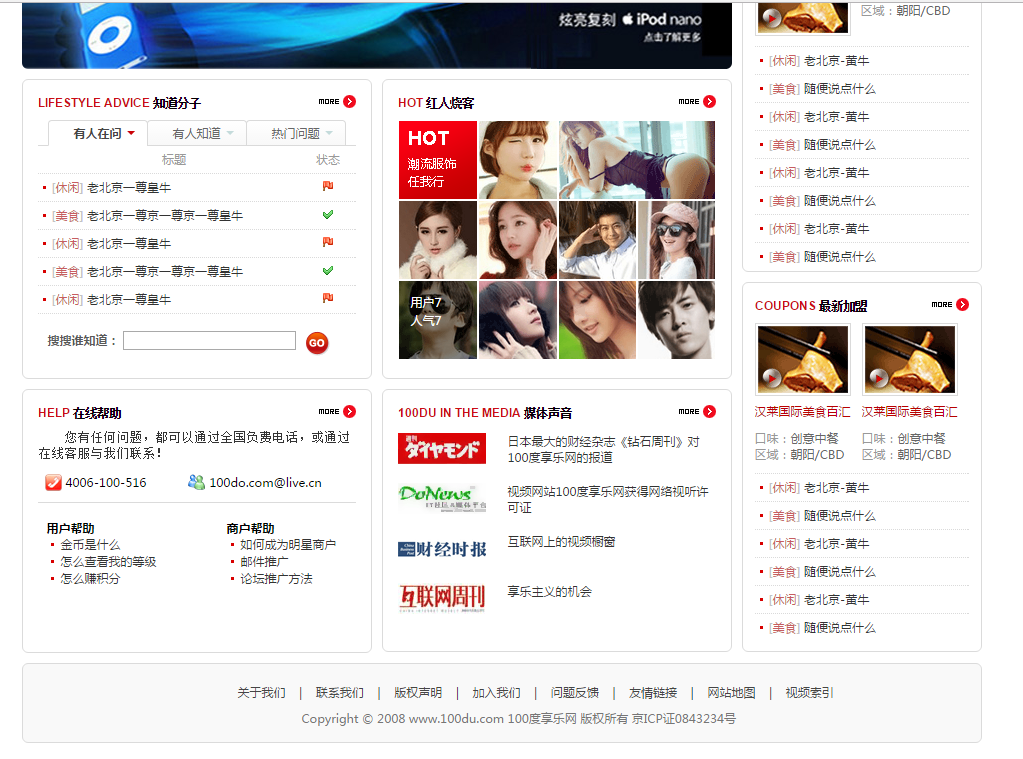 炫亮复刻 iPod nano
点击了解更多
区域：朝阳/CBD
[休闲] 老北京-黄牛
[美食] 随便说点什么
[休闲] 老北京-黄牛
[美食] 随便说点什么
[休闲] 老北京-黄牛
[美食] 随便说点什么
[休闲] 老北京-黄牛
[美食] 随便说点什么
LIFESTYLE ADVICE 知道分子
MORE
有人在问 有人知道 热门问题
标题 状态
[休闲] 老北京一尊皇牛
[美食] 老北京一尊京一尊京一尊皇牛
[休闲] 老北京一尊皇牛
[美食] 老北京一尊京一尊京一尊皇牛
[休闲] 老北京一尊皇牛
搜搜谁知道：
GO
HOT 红人烧客
MORE
HOT
潮流服饰
任我行
用户7
人气7
COUPONS 最新加盟
MORE
汉莱国际美食百汇 汉莱国际美食百汇
口味：创意中餐 口味：创意中餐
区域：朝阳/CBD 区域：朝阳/CBD
[休闲] 老北京-黄牛
[美食] 随便说点什么
[休闲] 老北京-黄牛
[美食] 随便说点什么
[休闲] 老北京-黄牛
[美食] 随便说点什么
HELP 在线帮助
MORE
您有任何问题，都可以通过全国负费电话，或通过
在线客服与我们联系！
4006-100-516 100do.com@live.cn
用户帮助
金币是什么
怎么查看我的等级
怎么赚积分
商户帮助
如何成为明星商户
邮件推广
论坛推广方法
100DU IN THE MEDIA 媒体声音
MORE
週刊
ダイヤモンド
日本最大的财经杂志《钻石周刊》对
100度享乐网的报道
DoNews
IT社区&媒体平台
视频网站100度享乐网获得网络视听许
可证
财经时报
互联网上的视频橱窗
互联网周刊
CHINA INTERNET WEEKLY
享乐主义的机会
关于我们 | 联系我们 | 版权声明 | 加入我们 | 问题反馈 | 友情链接 | 网站地图 | 视频索引
Copyright © 2008 www.100du.com 100度享乐网 版权所有 京ICP证0843234号